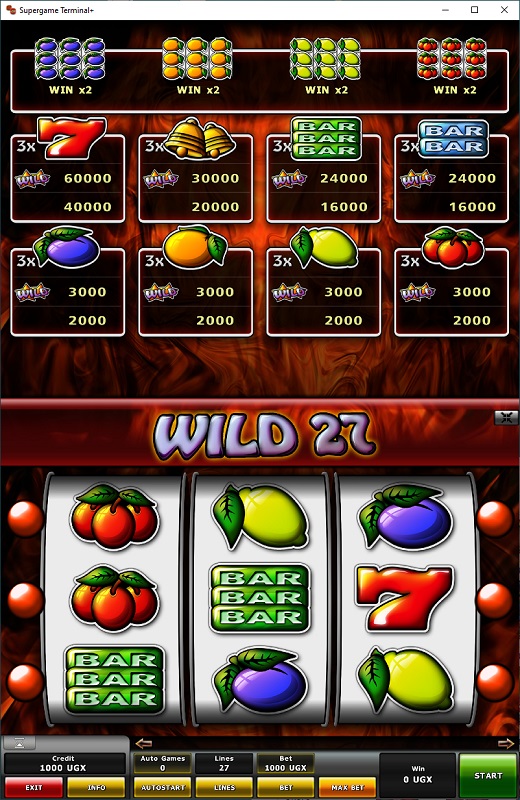 Supergame Terminal+
WIN x2 WIN x2 WIN x2 WIN x2
3x 3x BAR BAR BAR 3x BAR BAR 3x
WILD 60000 WILD 30000 WILD 24000 WILD 24000
40000 20000 16000 16000
3x 3x 3x 3x
WILD 3000 WILD 3000 WILD 3000 WILD 3000
2000 2000 2000 2000
WILD 27
BAR
BAR
BAR
BAR
BAR
BAR
Credit Auto Games Lines Bet Win
1000 UGX 0 27 1000 UGX 0 UGX
START
EXIT INFO AUTOSTART LINES BET MAX BET